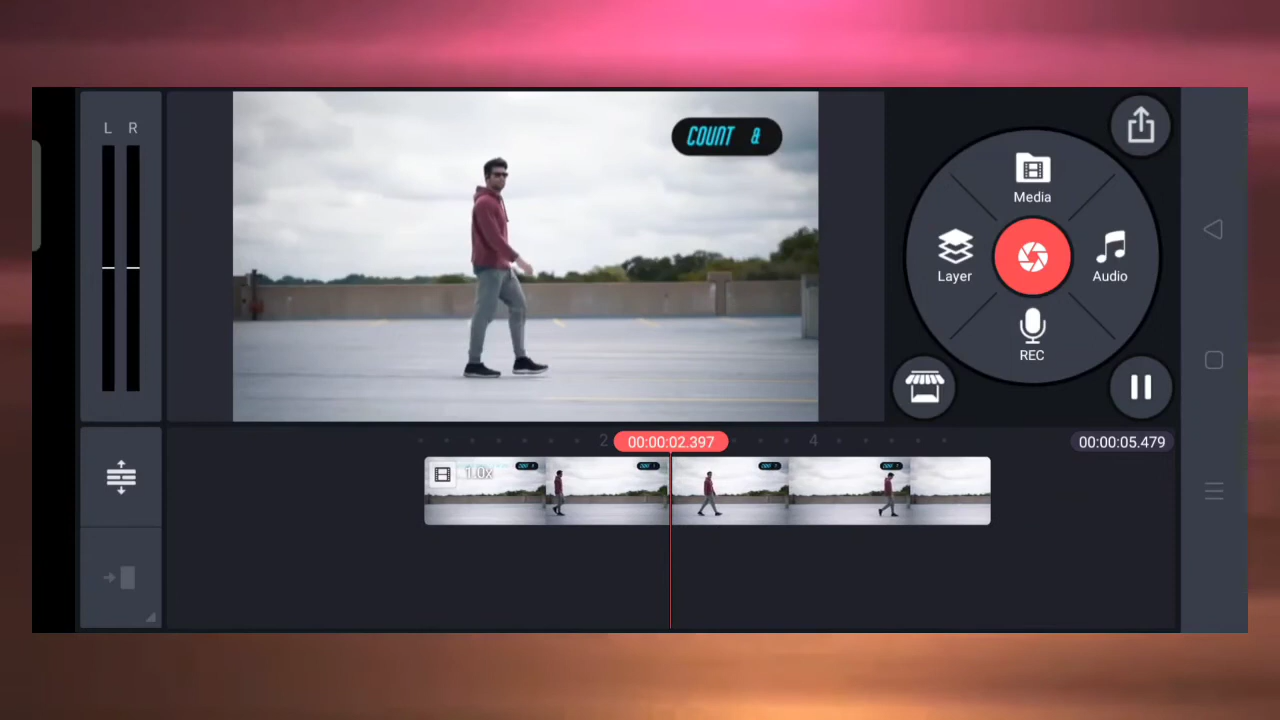 L R
COUNT 8
Media
Layer
Audio
REC
2
00:00:02.397
4
00:00:05.479
1.0x